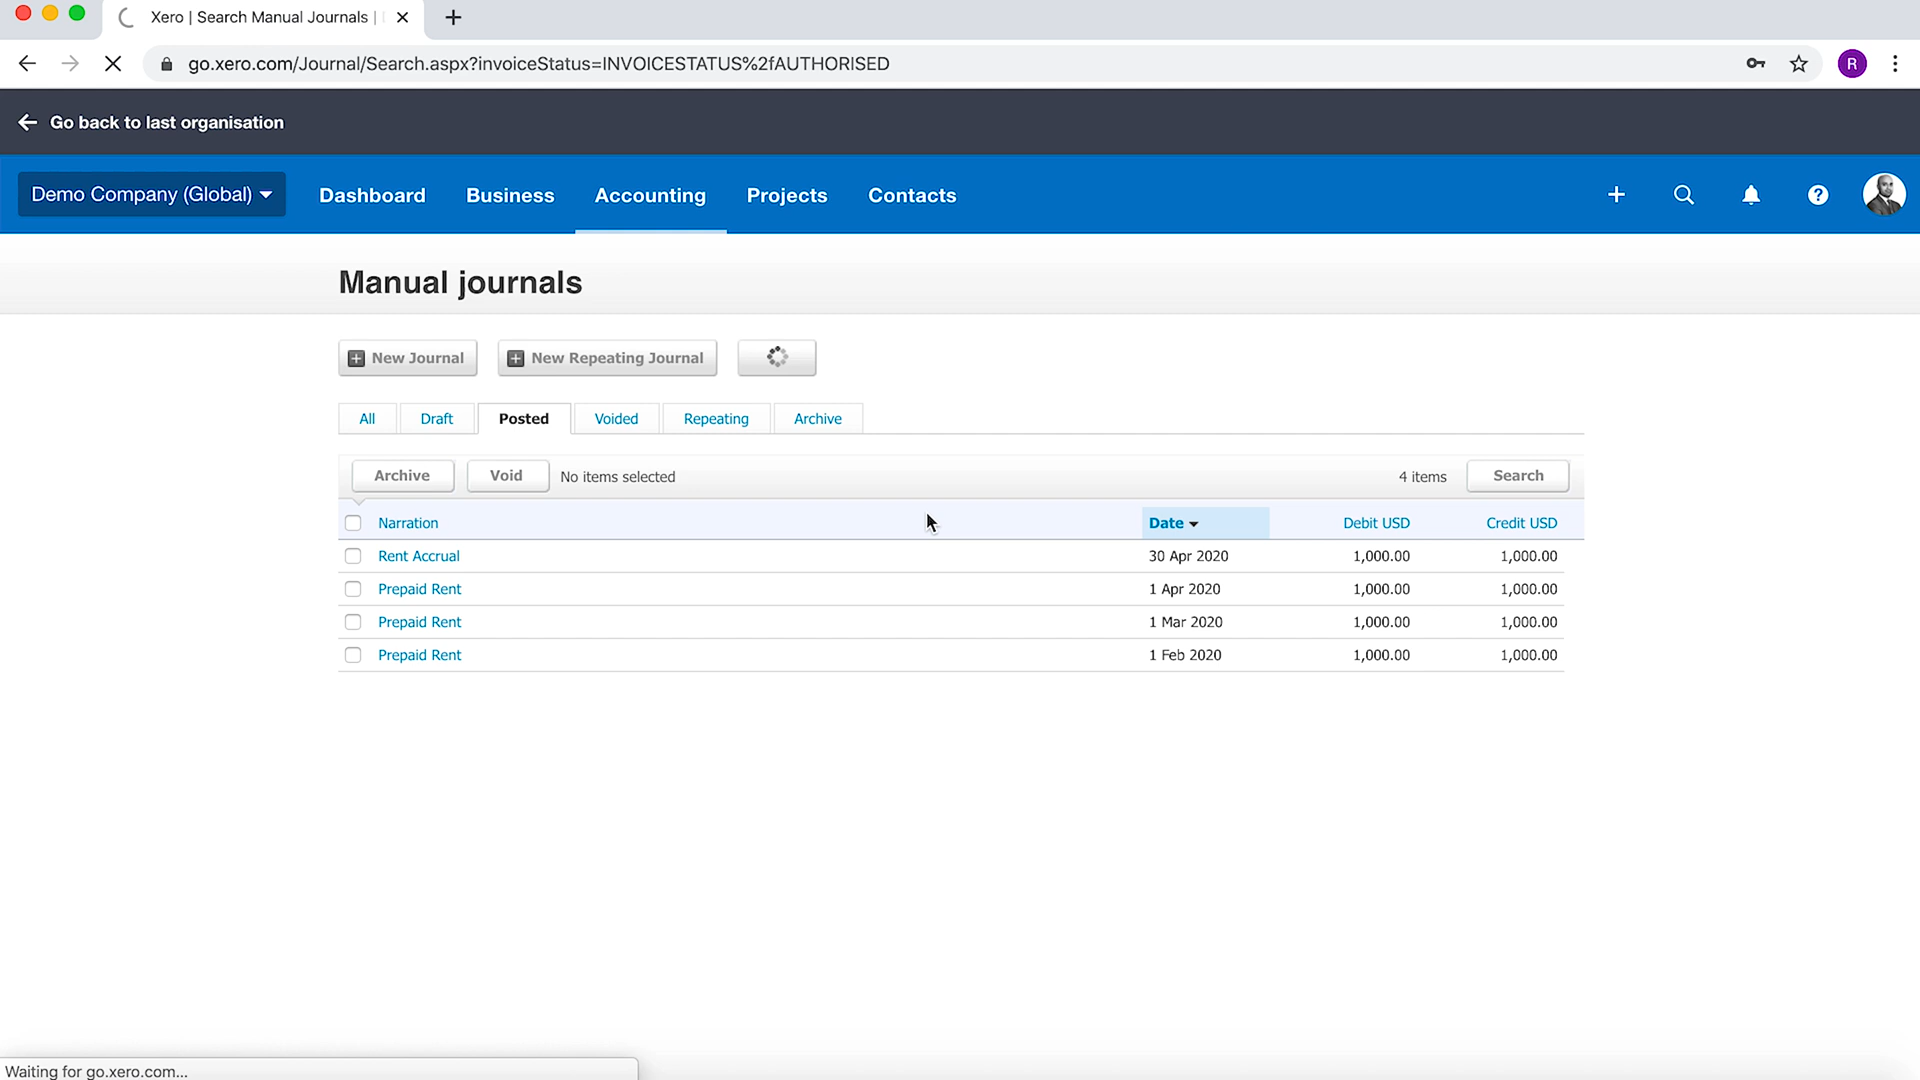 Xero | Search Manual Journals |
go.xero.com/Journal/Search.aspx?invoiceStatus=INVOICESTATUS%2fAUTHORISED
R
Go back to last organisation
Demo Company (Global) Dashboard Business Accounting Projects Contacts
Manual journals
New Journal New Repeating Journal
All Draft Posted Voided Repeating Archive
Archive Void No items selected 4 items Search
Narration Date Debit USD Credit USD
Rent Accrual 30 Apr 2020 1,000.00 1,000.00
Prepaid Rent 1 Apr 2020 1,000.00 1,000.00
Prepaid Rent 1 Mar 2020 1,000.00 1,000.00
Prepaid Rent 1 Feb 2020 1,000.00 1,000.00
Waiting for go.xero.com...